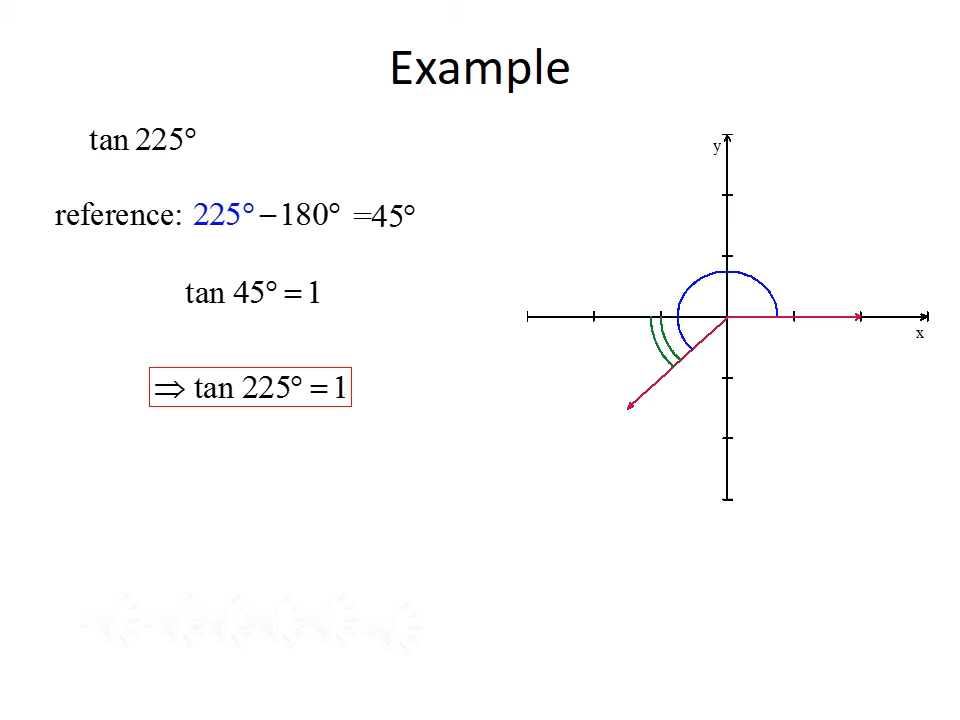 Example
tan 225°
reference: 225° − 180° =45°
tan 45° = 1
⇒ tan 225° = 1
y
x